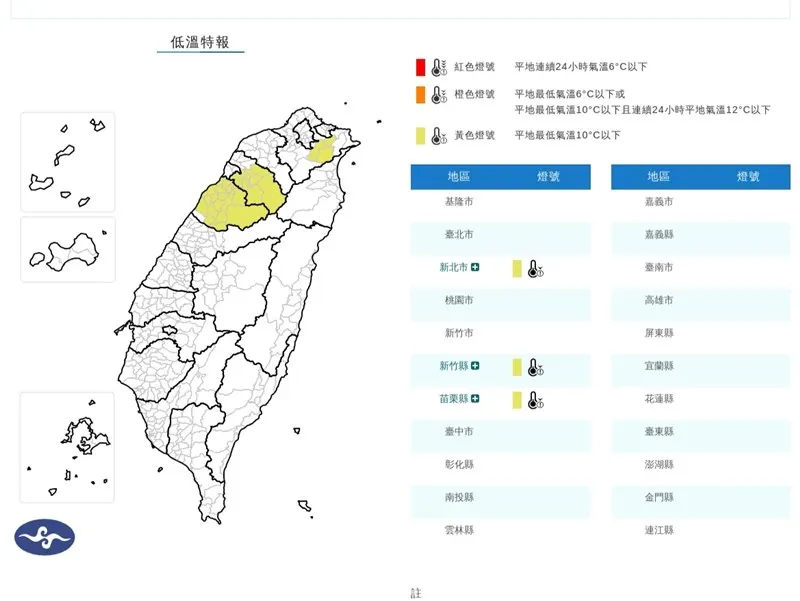 低溫特報
紅色燈號 平地連續24小時氣溫6°C以下
橙色燈號 平地最低氣溫6°C以下或
平地最低氣溫10°C以下且連續24小時平地氣溫12°C以下
黃色燈號 平地最低氣溫10°C以下
地區 燈號
基隆市
臺北市
新北市
桃園市
新竹市
新竹縣
苗栗縣
臺中市
彰化縣
南投縣
雲林縣
地區 燈號
嘉義市
嘉義縣
臺南市
高雄市
屏東縣
宜蘭縣
花蓮縣
臺東縣
澎湖縣
金門縣
連江縣
註